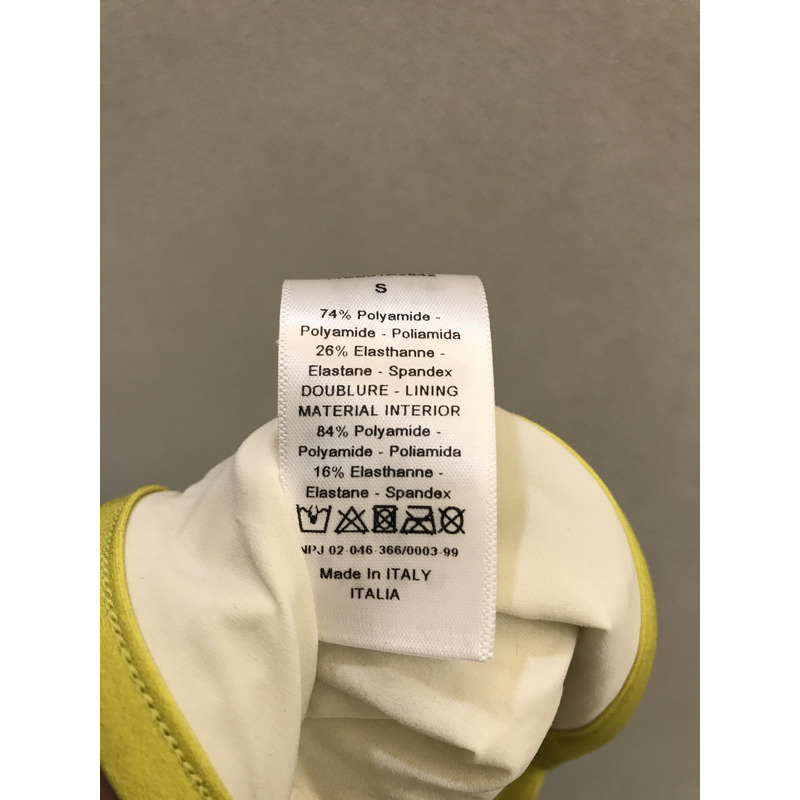 S
74% Polyamide -
Polyamide - Poliamida
26% Elasthanne -
Elastane - Spandex
DOUBLURE - LINING
MATERIAL INTERIOR
84% Polyamide -
Polyamide - Poliamida
16% Elasthanne -
Elastane - Spandex
NPJ 02-046-366/0003-99
Made In ITALY
ITALIA